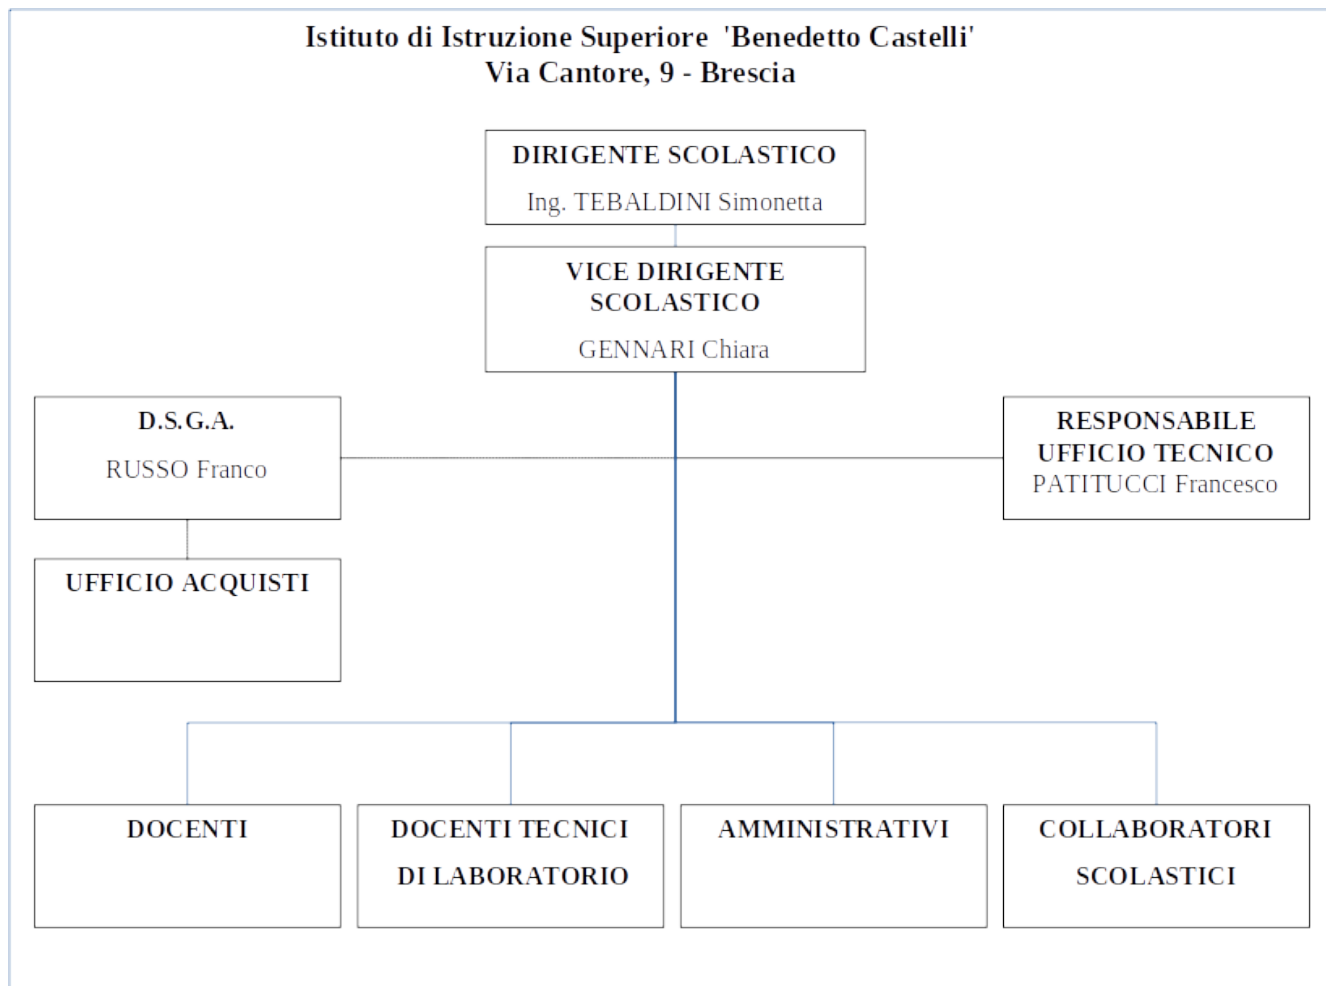 Istituto di Istruzione Superiore 'Benedetto Castelli'
Via Cantore, 9 - Brescia
DIRIGENTE SCOLASTICO
Ing. TEBALDINI Simonetta
VICE DIRIGENTE
SCOLASTICO
GENNARI Chiara
D.S.G.A.
RUSSO Franco
RESPONSABILE
UFFICIO TECNICO
PATITUCCI Francesco
UFFICIO ACQUISTI
DOCENTI
DOCENTI TECNICI
DI LABORATORIO
AMMINISTRATIVI
COLLABORATORI
SCOLASTICI